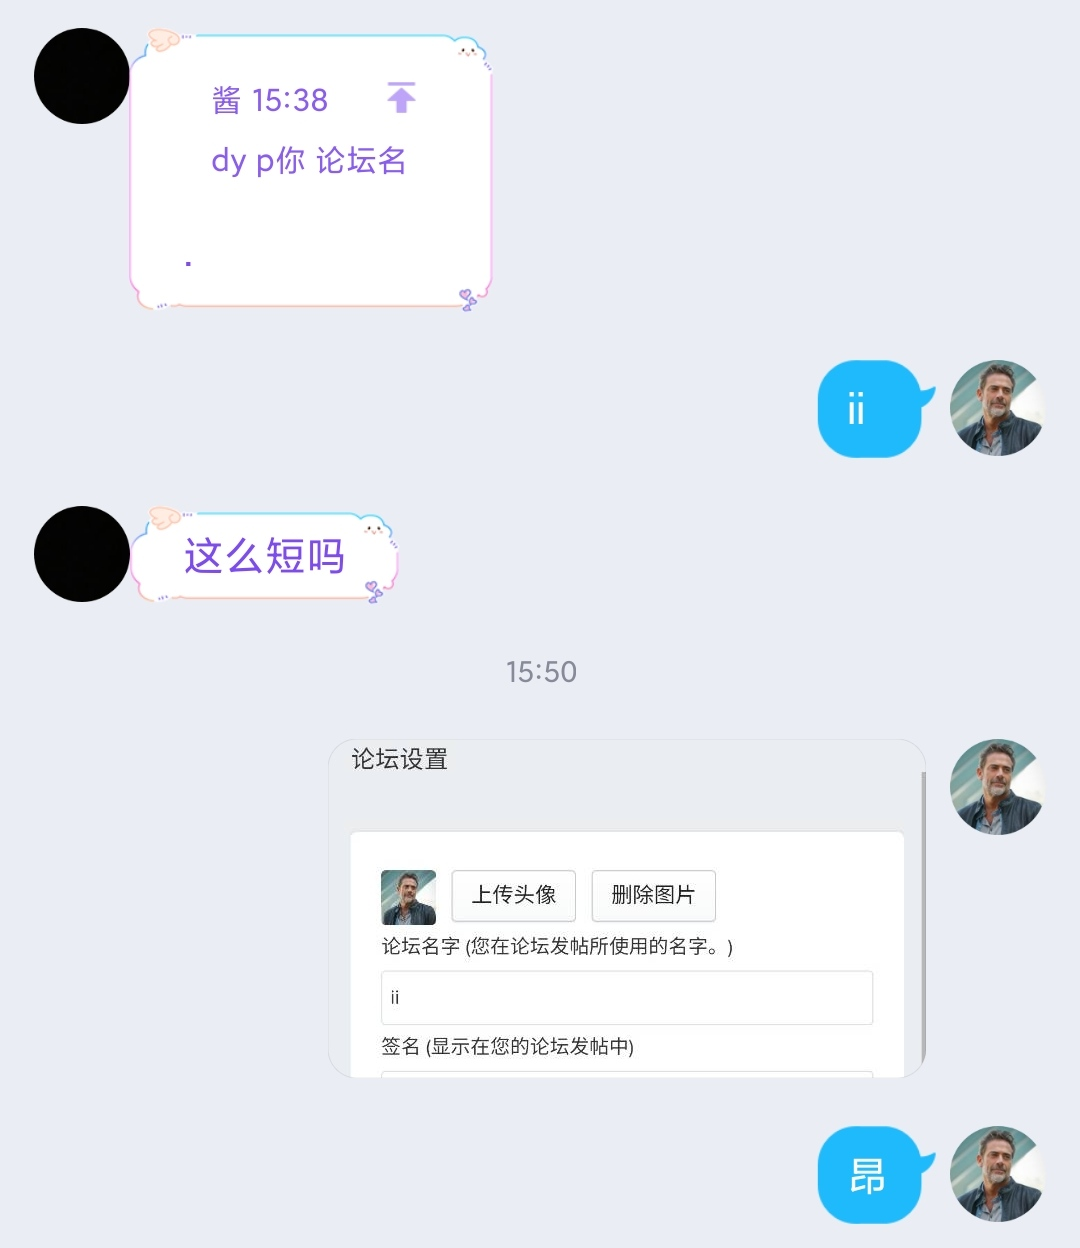 酱 15:38
dy p你 论坛名
.
ii
这么短吗
15:50
论坛设置
上传头像 删除图片
论坛名字 (您在论坛发帖所使用的名字。)
ii
签名 (显示在您的论坛发帖中)
昂